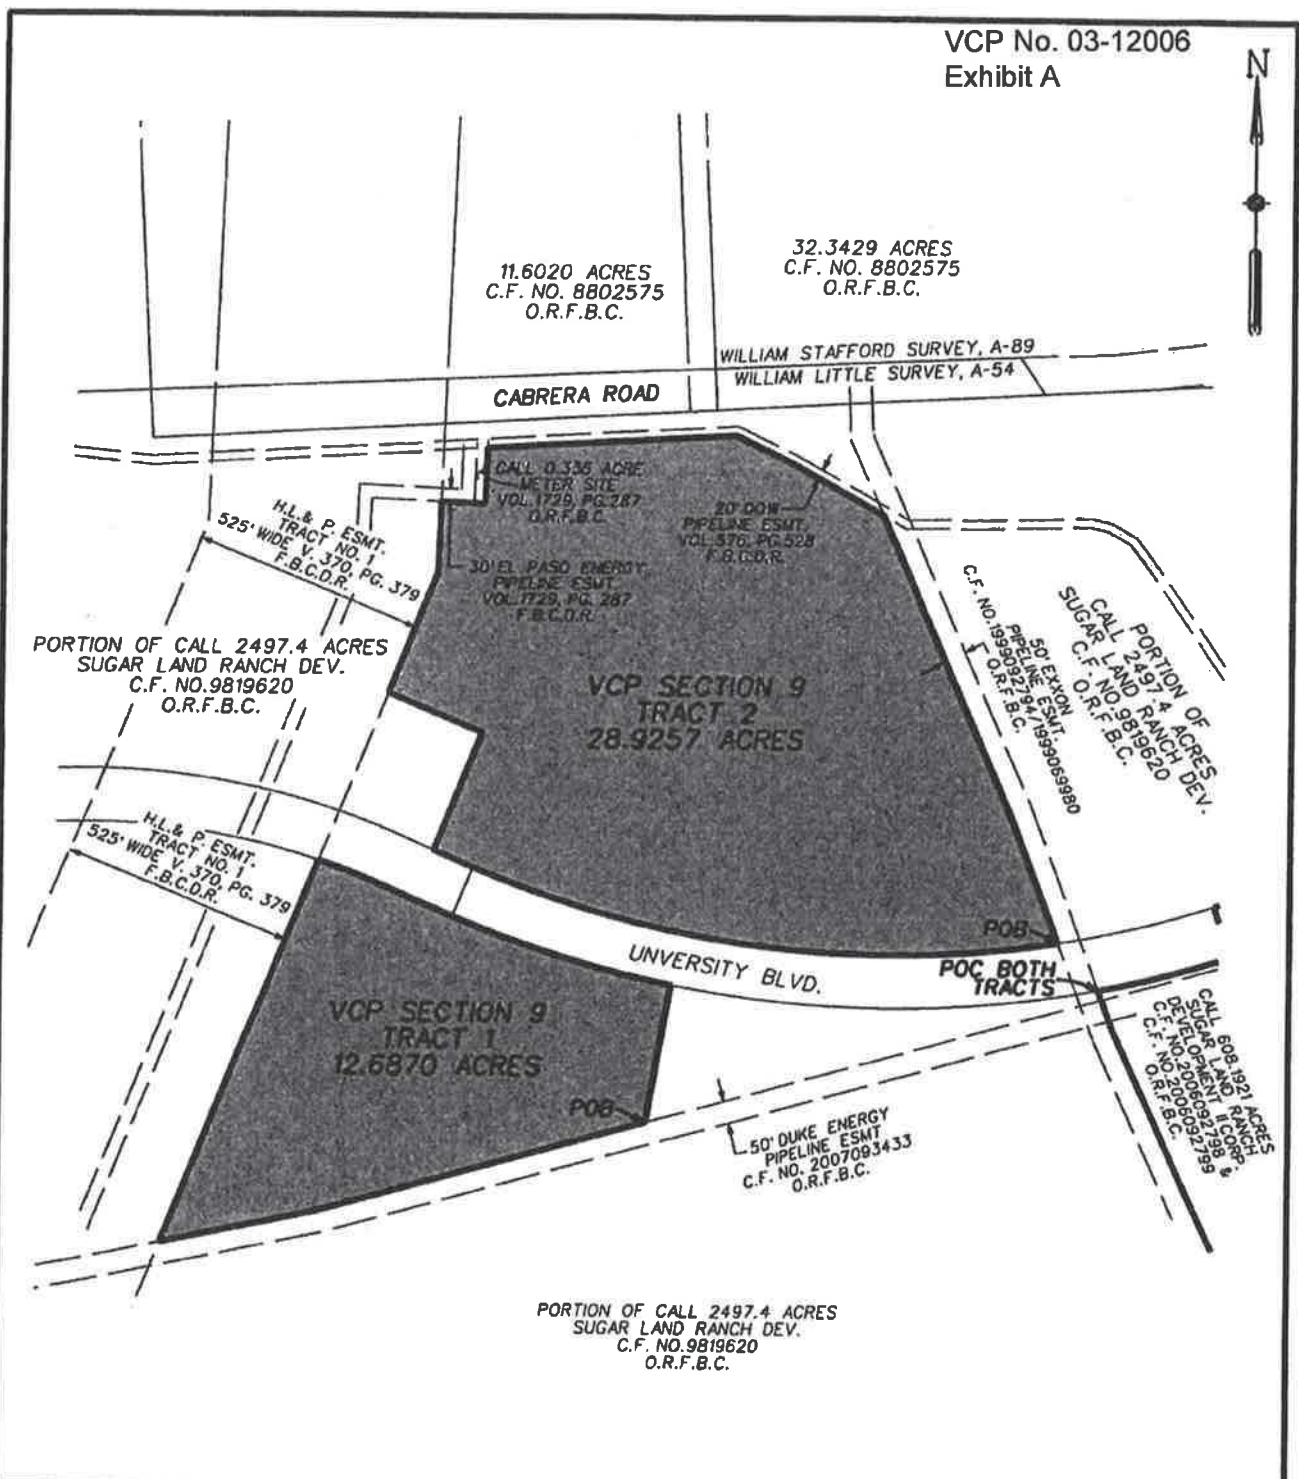 VCP No. 03-12006
Exhibit A
N
32.3429 ACRES
C.F. NO. 8802575
O.R.F.B.C.
11.6020 ACRES
C.F. NO. 8802575
O.R.F.B.C.
WILLIAM STAFFORD SURVEY, A-89
WILLIAM LITTLE SURVEY, A-54
CABRERA ROAD
CALL 0.336 ACRE
METER SITE
VOL. 1729, PG. 287
O.R.F.B.C.
20' DOW
PIPELINE ESMT.
VOL. 576, PG. 528
F.B.C.D.R.
H.L.& P. ESMT.
TRACT NO. 1
525' WIDE V. 370, PG. 379
F.B.C.D.R.
30' EL PASO ENERGY
PIPELINE ESMT.
VOL. 1729, PG. 287
F.B.C.D.R.
PORTION OF CALL 2497.4 ACRES
SUGAR LAND RANCH DEV.
C.F. NO.9819620
O.R.F.B.C.
VCP SECTION 9
TRACT 2
28.9257 ACRES
50' EXXON
PIPELINE ESMT.
C.F. NO.1999092794/1999069980
O.R.F.B.C.
PORTION OF
CALL 2497.4 ACRES
SUGAR LAND RANCH DEV.
C.F. NO.9819620
O.R.F.B.C.
H.L.& P. ESMT.
TRACT NO. 1
525' WIDE V. 370, PG. 379
F.B.C.D.R.
POB
UNVERSITY BLVD.
POC BOTH
TRACTS
VCP SECTION 9
TRACT 1
12.6870 ACRES
POB
CALL 608.1921 ACRES
SUGAR LAND RANCH
DEVELOPMENT II CORP.
C.F. NO.2006092798 &
C.F. NO.2006092799
O.R.F.B.C.
50' DUKE ENERGY
PIPELINE ESMT
C.F. NO. 2007093433
O.R.F.B.C.
PORTION OF CALL 2497.4 ACRES
SUGAR LAND RANCH DEV.
C.F. NO.9819620
O.R.F.B.C.